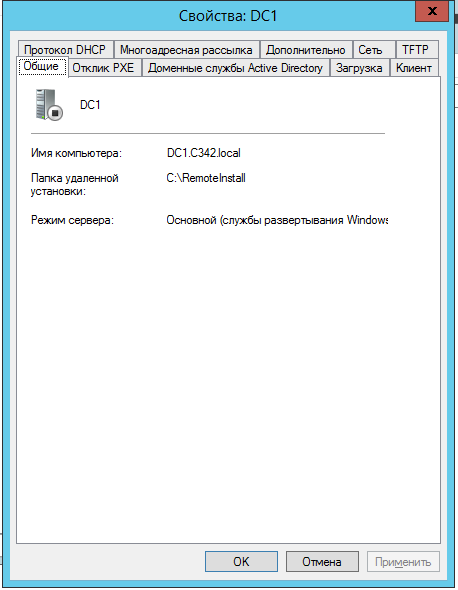 Свойства: DC1
x
Протокол DHCP Многоадресная рассылка Дополнительно Сеть TFTP
Общие Отклик PXE Доменные службы Active Directory Загрузка Клиент
DC1
Имя компьютера: DC1.C342.local
Папка удаленной установки: C:\RemoteInstall
Режим сервера: Основной (службы развертывания Windows
OK Отмена Применить